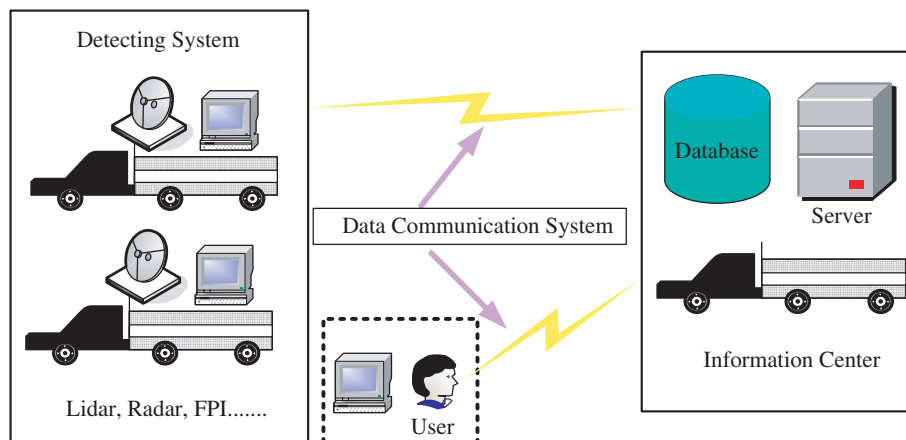 Detecting System
Lidar, Radar, FPI.......
Data Communication System
User
Database
Server
Information Center